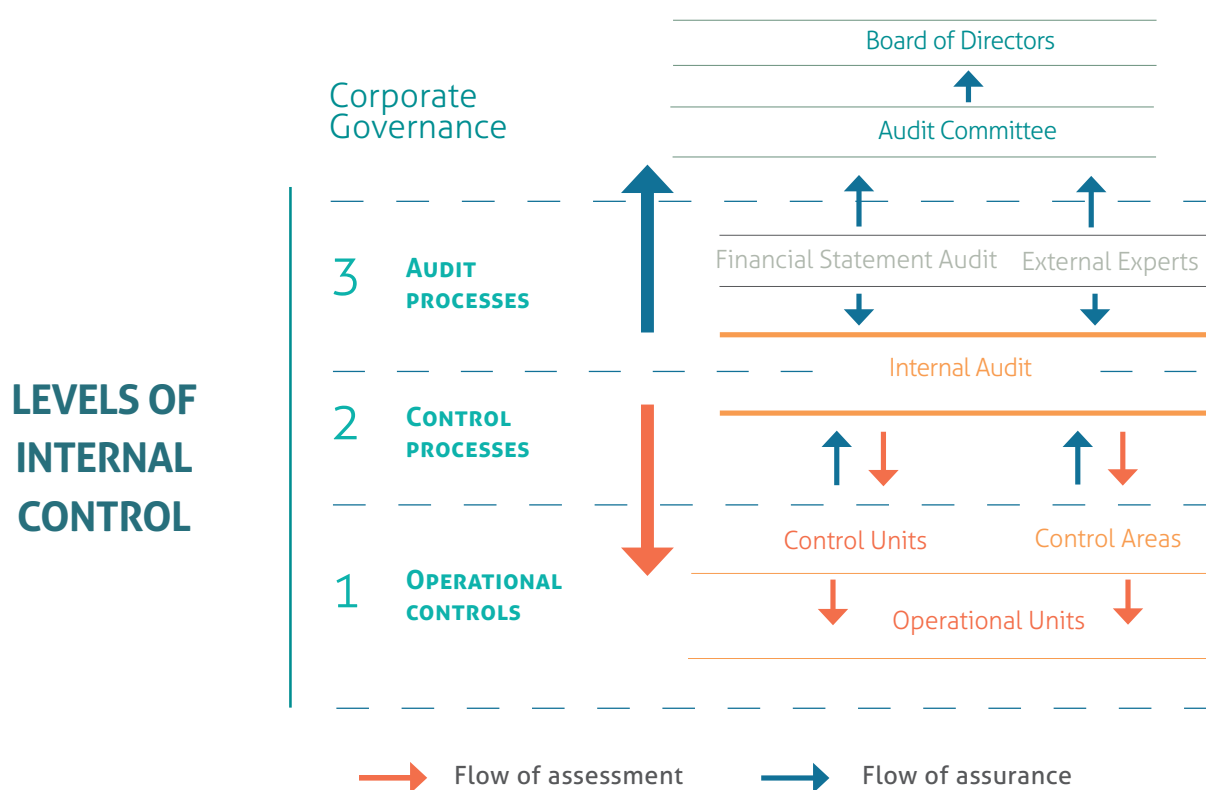 Board of Directors
Corporate
Governance
Audit Committee
3
AUDIT
PROCESSES
Financial Statement Audit
External Experts
Internal Audit
LEVELS OF
INTERNAL
CONTROL
2
CONTROL
PROCESSES
Control Units
Control Areas
1
OPERATIONAL
CONTROLS
Operational Units
Flow of assessment
Flow of assurance